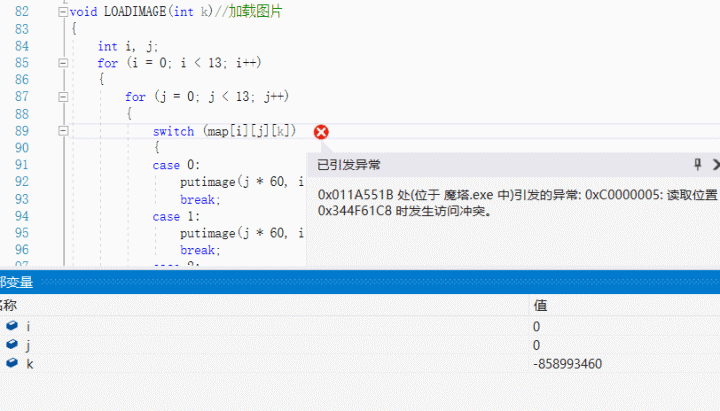 82 void LOADIMAGE(int k)//加载图片
83 {
84 int i, j;
85 for (i = 0; i < 13; i++)
86 {
87 for (j = 0; j < 13; j++)
88 {
89 switch (map[i][j][k])
90 {
91 case 0:
92 putimage(j * 60, i
93 break;
94 case 1:
95 putimage(j * 60, i
96 break;
已引发异常
0x011A551B 处(位于 魔塔.exe 中)引发的异常: 0xC0000005: 读取位置
0x344F61C8 时发生访问冲突。
部变量
名称 值
i 0
j 0
k -858993460